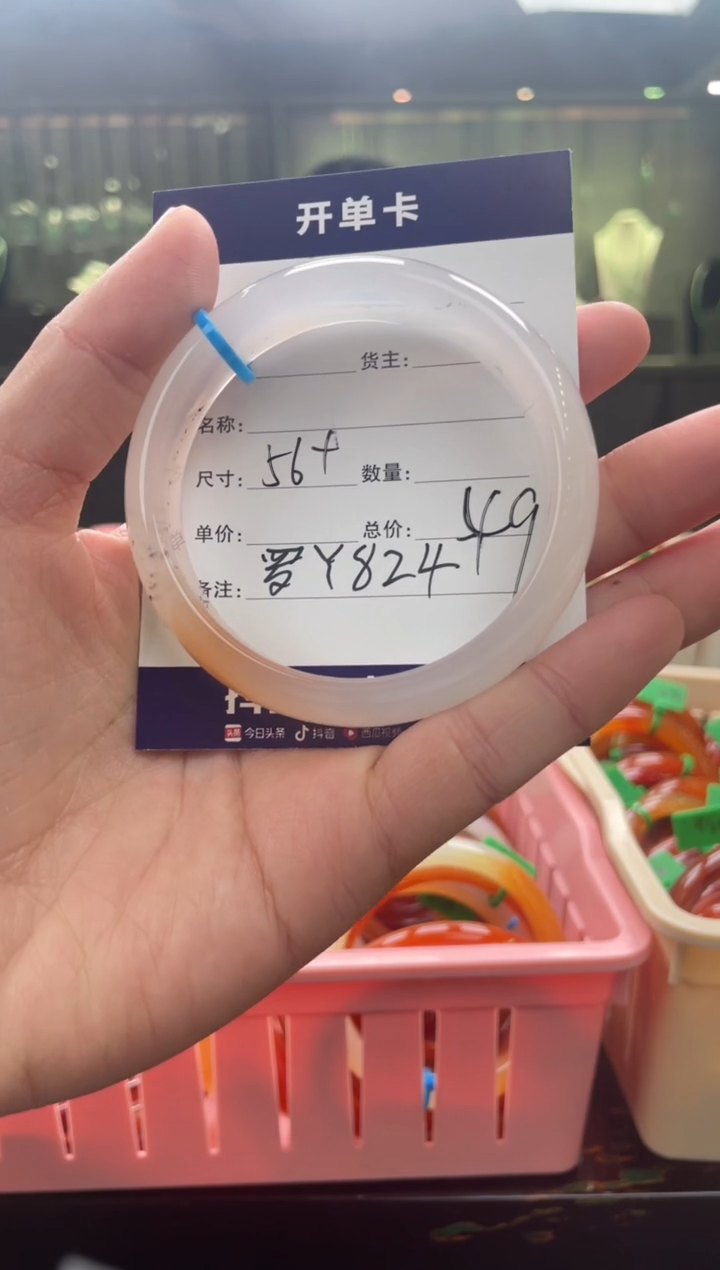 开单卡
货主:
名称:
尺寸: 56+ 数量:
单价: 总价: 49
备注: 罗Y824
今日头条 抖音 西瓜视频